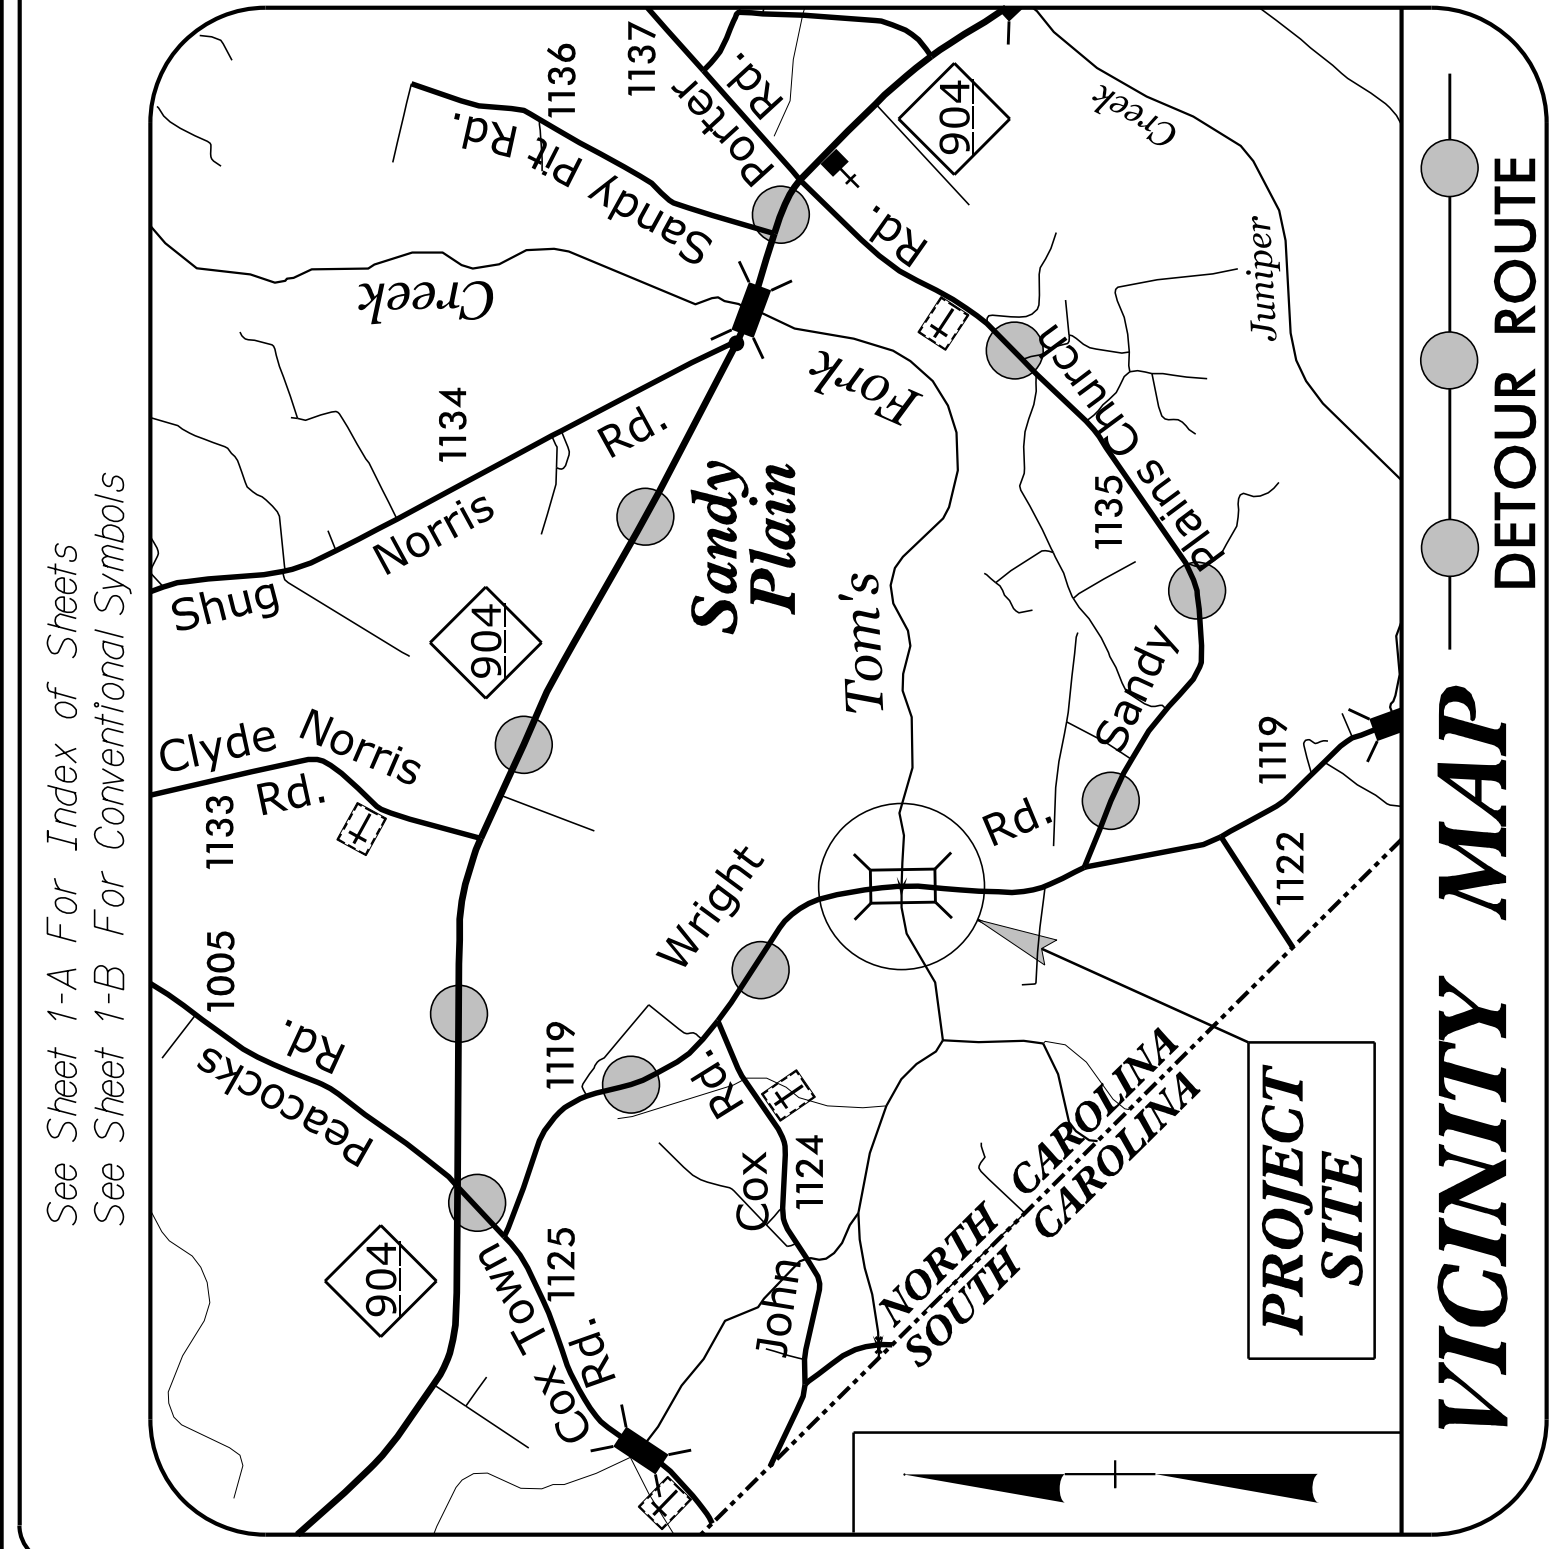 See Sheet 1-A For Index of Sheets
See Sheet 1-B For Conventional Symbols
Peacocks Rd.
1005
Clyde Norris Rd.
1133
Shug Norris Rd.
1134
Creek
Sandy Pit Rd.
1136
1137
Porter Rd.
904
904
904
Cox Town Rd.
1125
1119
Wright Rd.
Sandy
Plain
Tom's Fork
John Cox Rd.
1124
Sandy Plains Church Rd.
1135
Creek
Juniper
1119
1122
NORTH CAROLINA
SOUTH CAROLINA
PROJECT
SITE
VICINITY MAP
DETOUR ROUTE